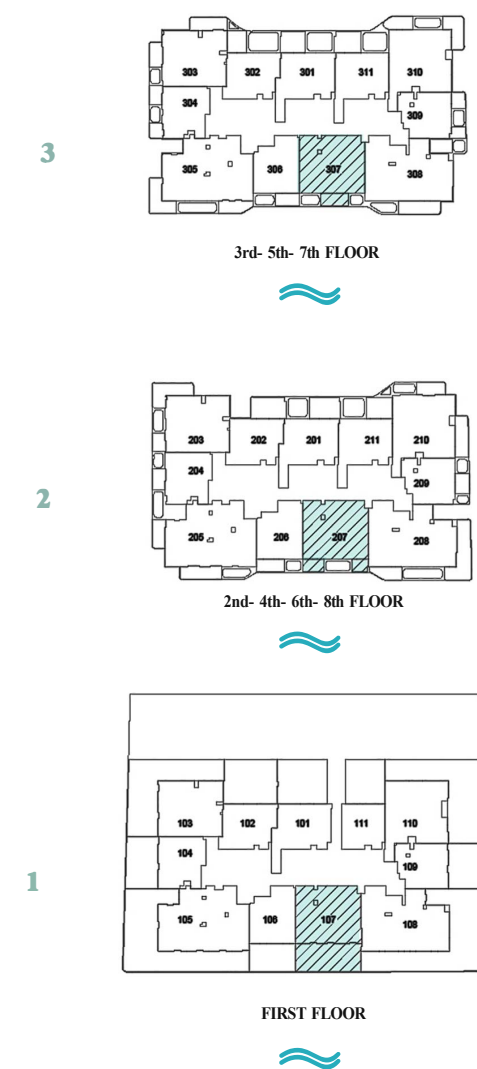 303 302 301 311 310
304 309
3
305 306 307 308
3rd- 5th- 7th FLOOR
203 202 201 211 210
204 209
2
205 206 207 208
2nd- 4th- 6th- 8th FLOOR
103 102 101 111 110
104 109
1
105 106 107 108
FIRST FLOOR